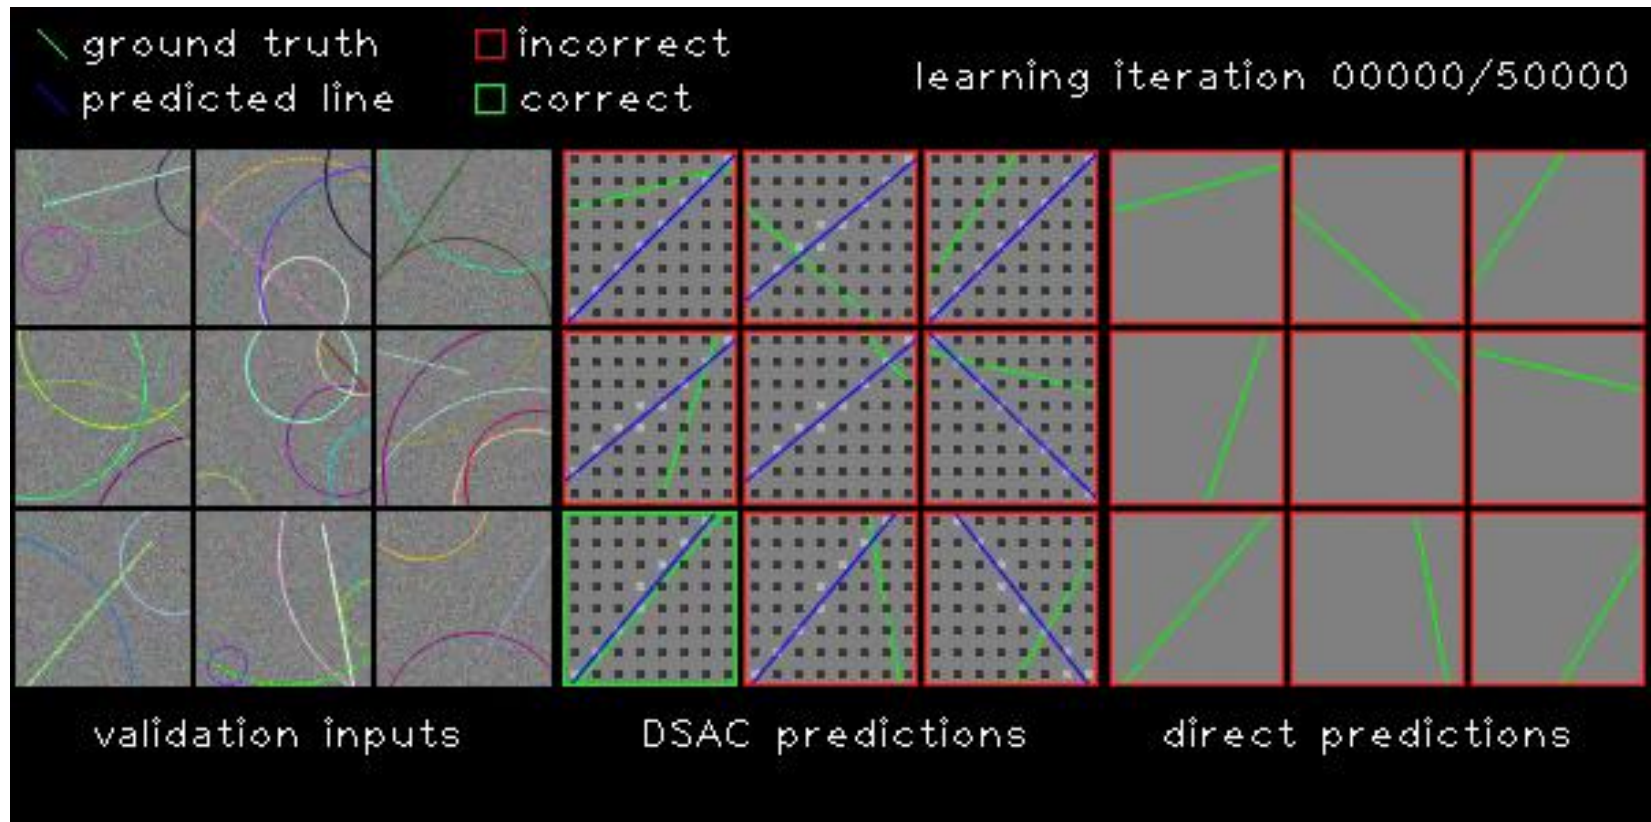 ground truth
incorrect
predicted line
correct
learning iteration 00000/50000
validation inputs
DSAC predictions
direct predictions